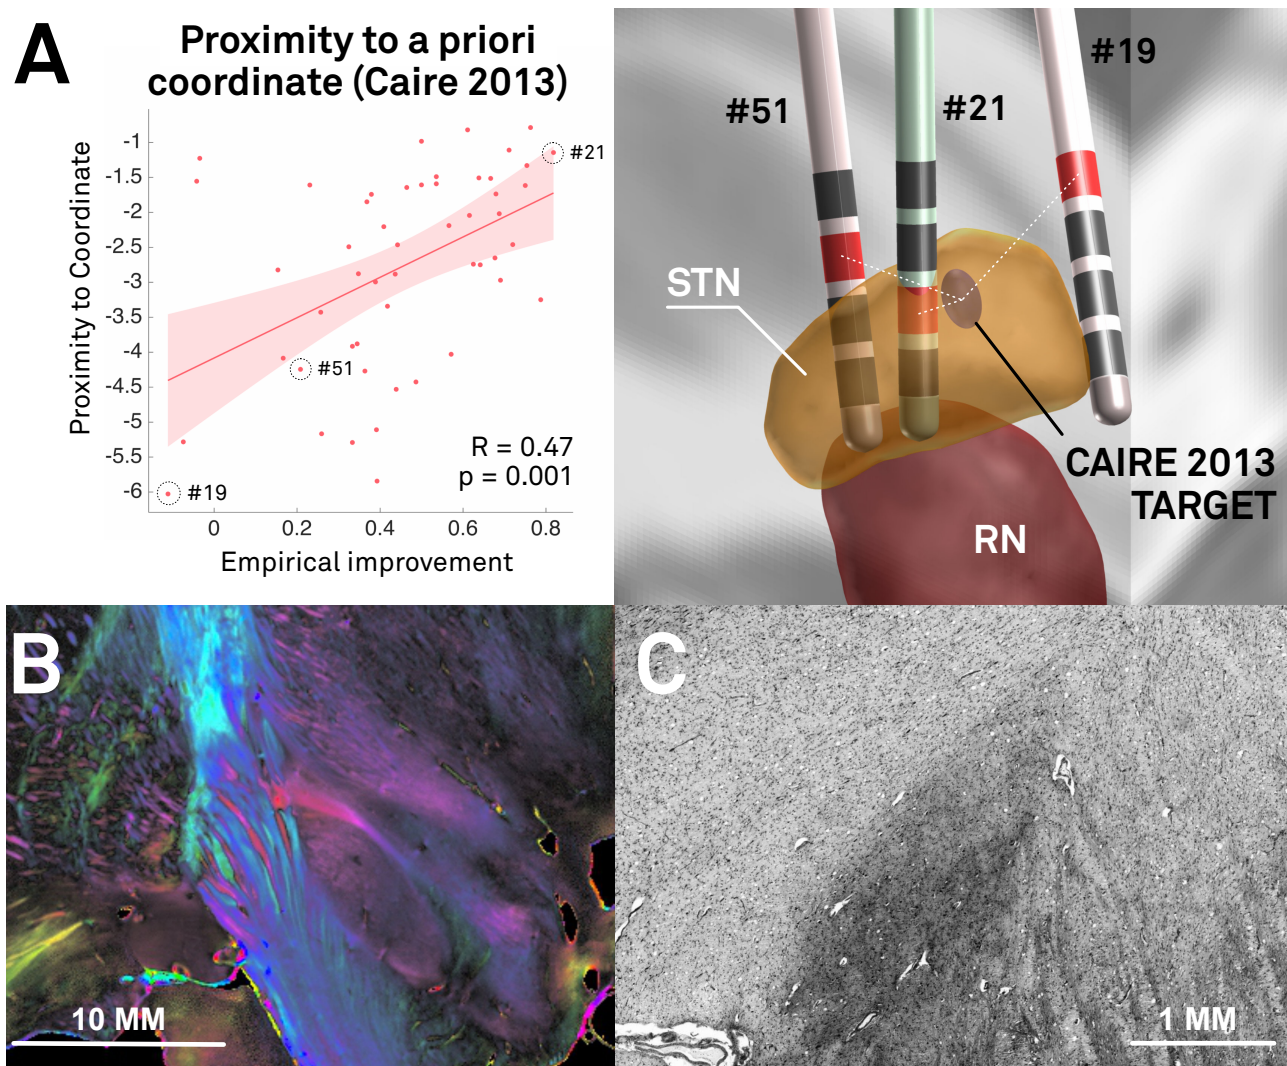 A
Proximity to a priori
coordinate (Caire 2013)
Proximity to Coordinate
-1
-1.5
-2
-2.5
-3
-3.5
-4
-4.5
-5
-5.5
-6
#21
#51
#19
R = 0.47
p = 0.001
0
0.2
0.4
0.6
0.8
Empirical improvement
#51
#21
#19
STN
CAIRE 2013
TARGET
RN
B
10 MM
C
1 MM